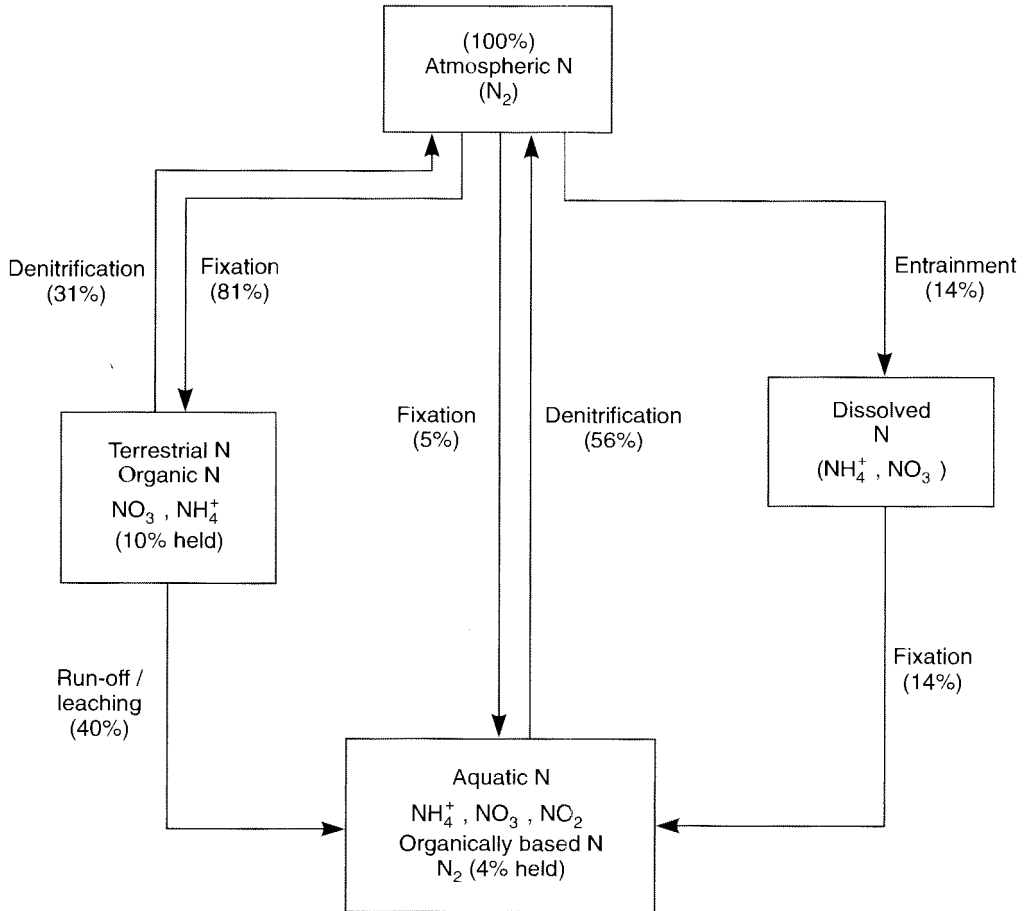 (100%)
Atmospheric N
(N₂)
Denitrification
(31%)
Fixation
(81%)
Entrainment
(14%)
Fixation
(5%)
Denitrification
(56%)
Terrestrial N
Organic N
NO₃ , NH₄⁺
(10% held)
Dissolved
N
(NH₄⁺ , NO₃ )
Run-off /
leaching
(40%)
Fixation
(14%)
Aquatic N
NH₄⁺ , NO₃ , NO₂
Organically based N
N₂ (4% held)